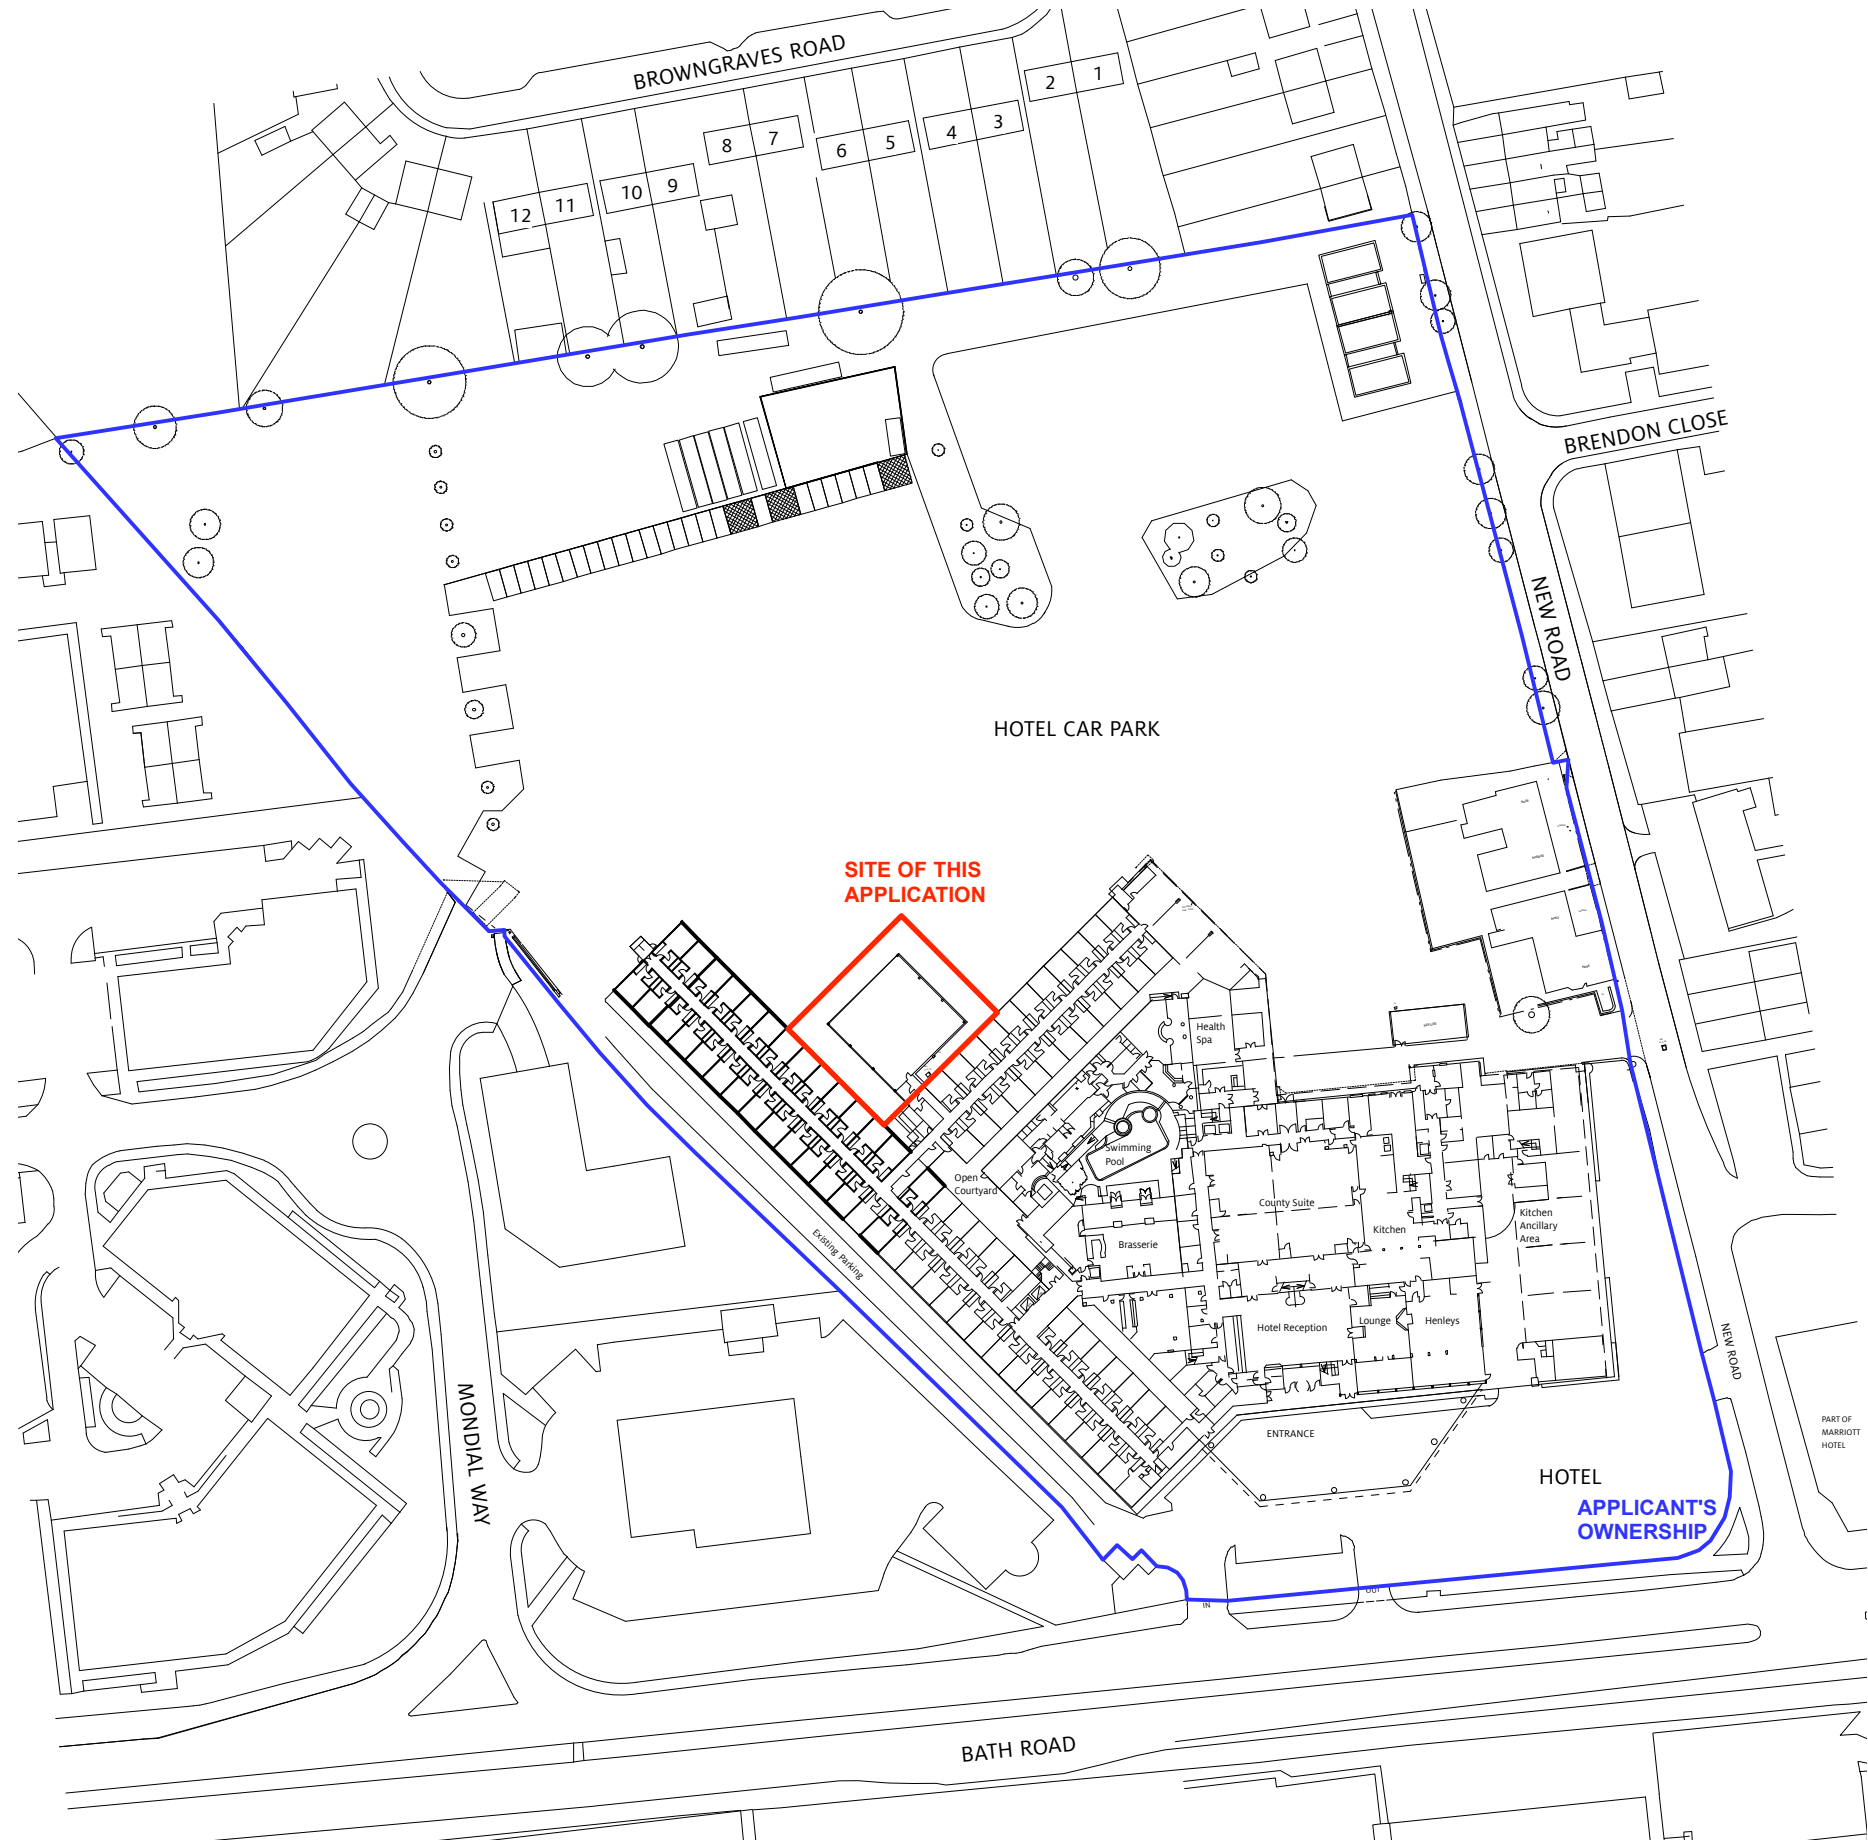 BROWNGRAVES ROAD
2 1
4 3
6 5
8 7
10 9
12 11
BRENDON CLOSE
NEW ROAD
HOTEL CAR PARK
SITE OF THIS
APPLICATION
Health
Spa
Swimming
Pool
Open
Courtyard
County Suite
Kitchen
Kitchen
Ancillary
Area
Brasserie
Existing Parking
Hotel Reception
Lounge
Henleys
NEW ROAD
ENTRANCE
PART OF
MARRIOTT
HOTEL
HOTEL
APPLICANT'S
OWNERSHIP
MONDIAL WAY
OUT
IN
BATH ROAD